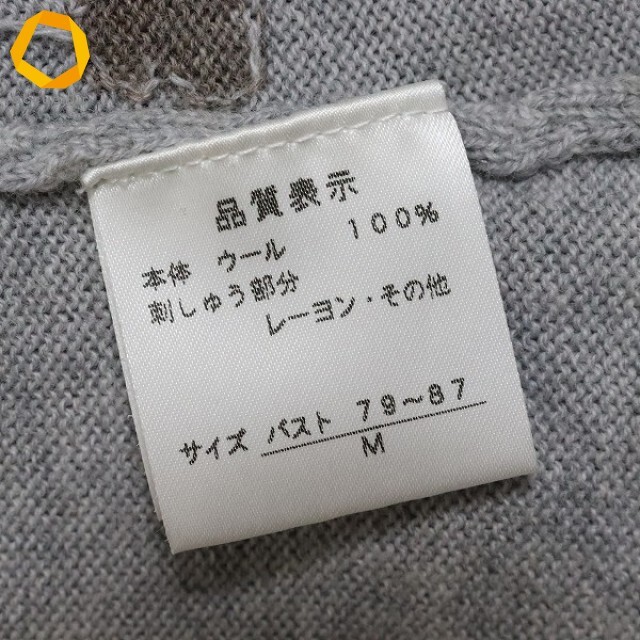 品質表示
本体 ウール 100%
刺しゅう部分
レーヨン・その他
サイズ バスト 79～87
M